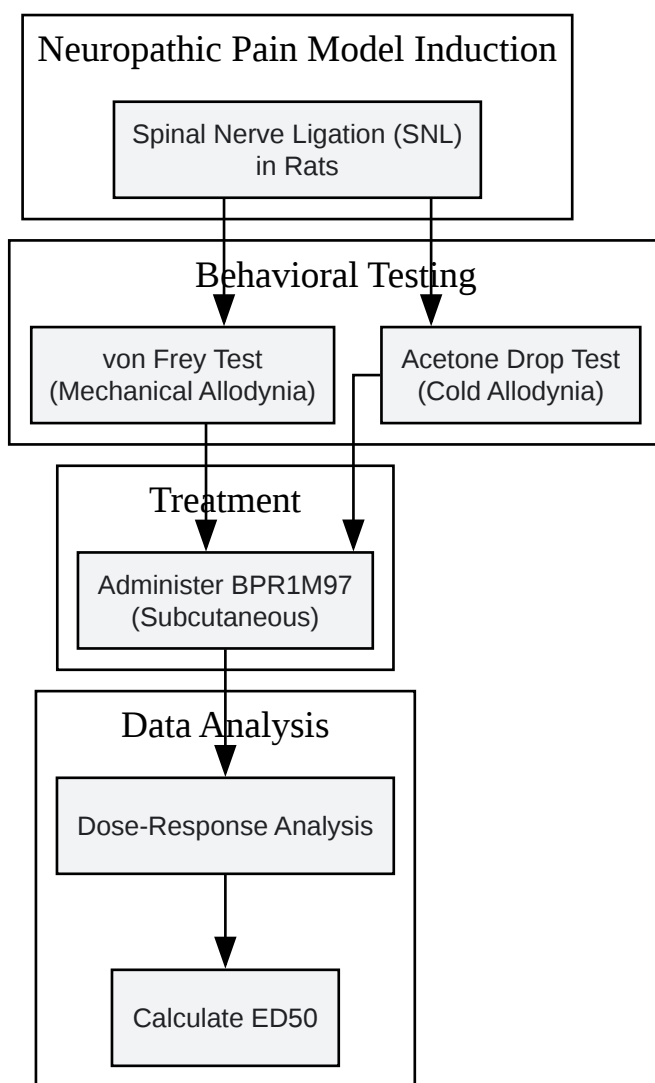 Neuropathic Pain Model Induction
Spinal Nerve Ligation (SNL)
in Rats
Behavioral Testing
von Frey Test
(Mechanical Allodynia)
Acetone Drop Test
(Cold Allodynia)
Treatment
Administer BPR1M97
(Subcutaneous)
Data Analysis
Dose-Response Analysis
Calculate ED50